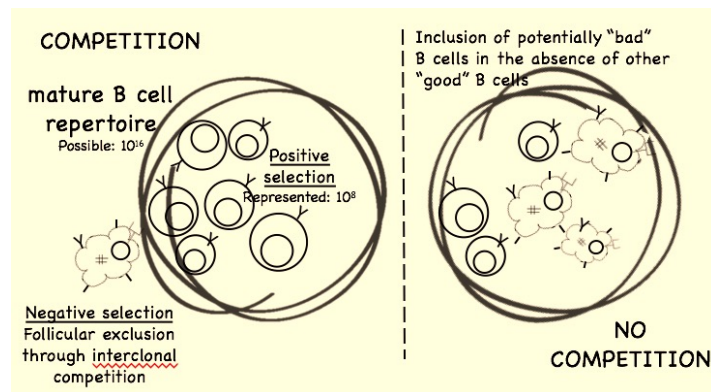 COMPETITION
mature B cell
repertoire
Possible: 10¹⁶
Positive
selection
Represented: 10⁸
Negative selection
Follicular exclusion
through interclonal
competition
Inclusion of potentially “bad”
B cells in the absence of other
“good” B cells
NO
COMPETITION